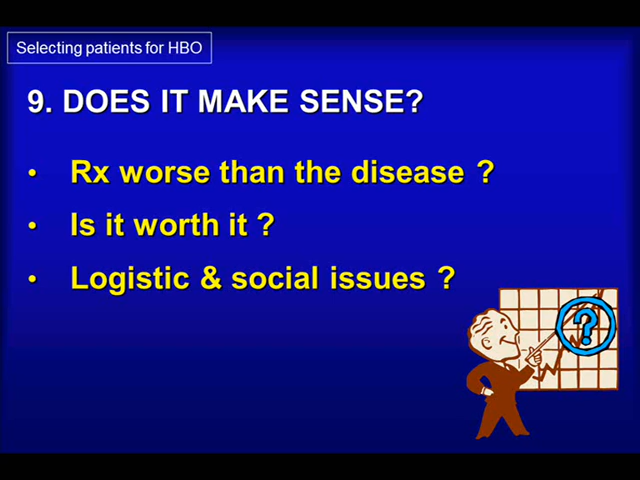 Selecting patients for HBO
9. DOES IT MAKE SENSE?
• Rx worse than the disease ?
• Is it worth it ?
• Logistic & social issues ?
?